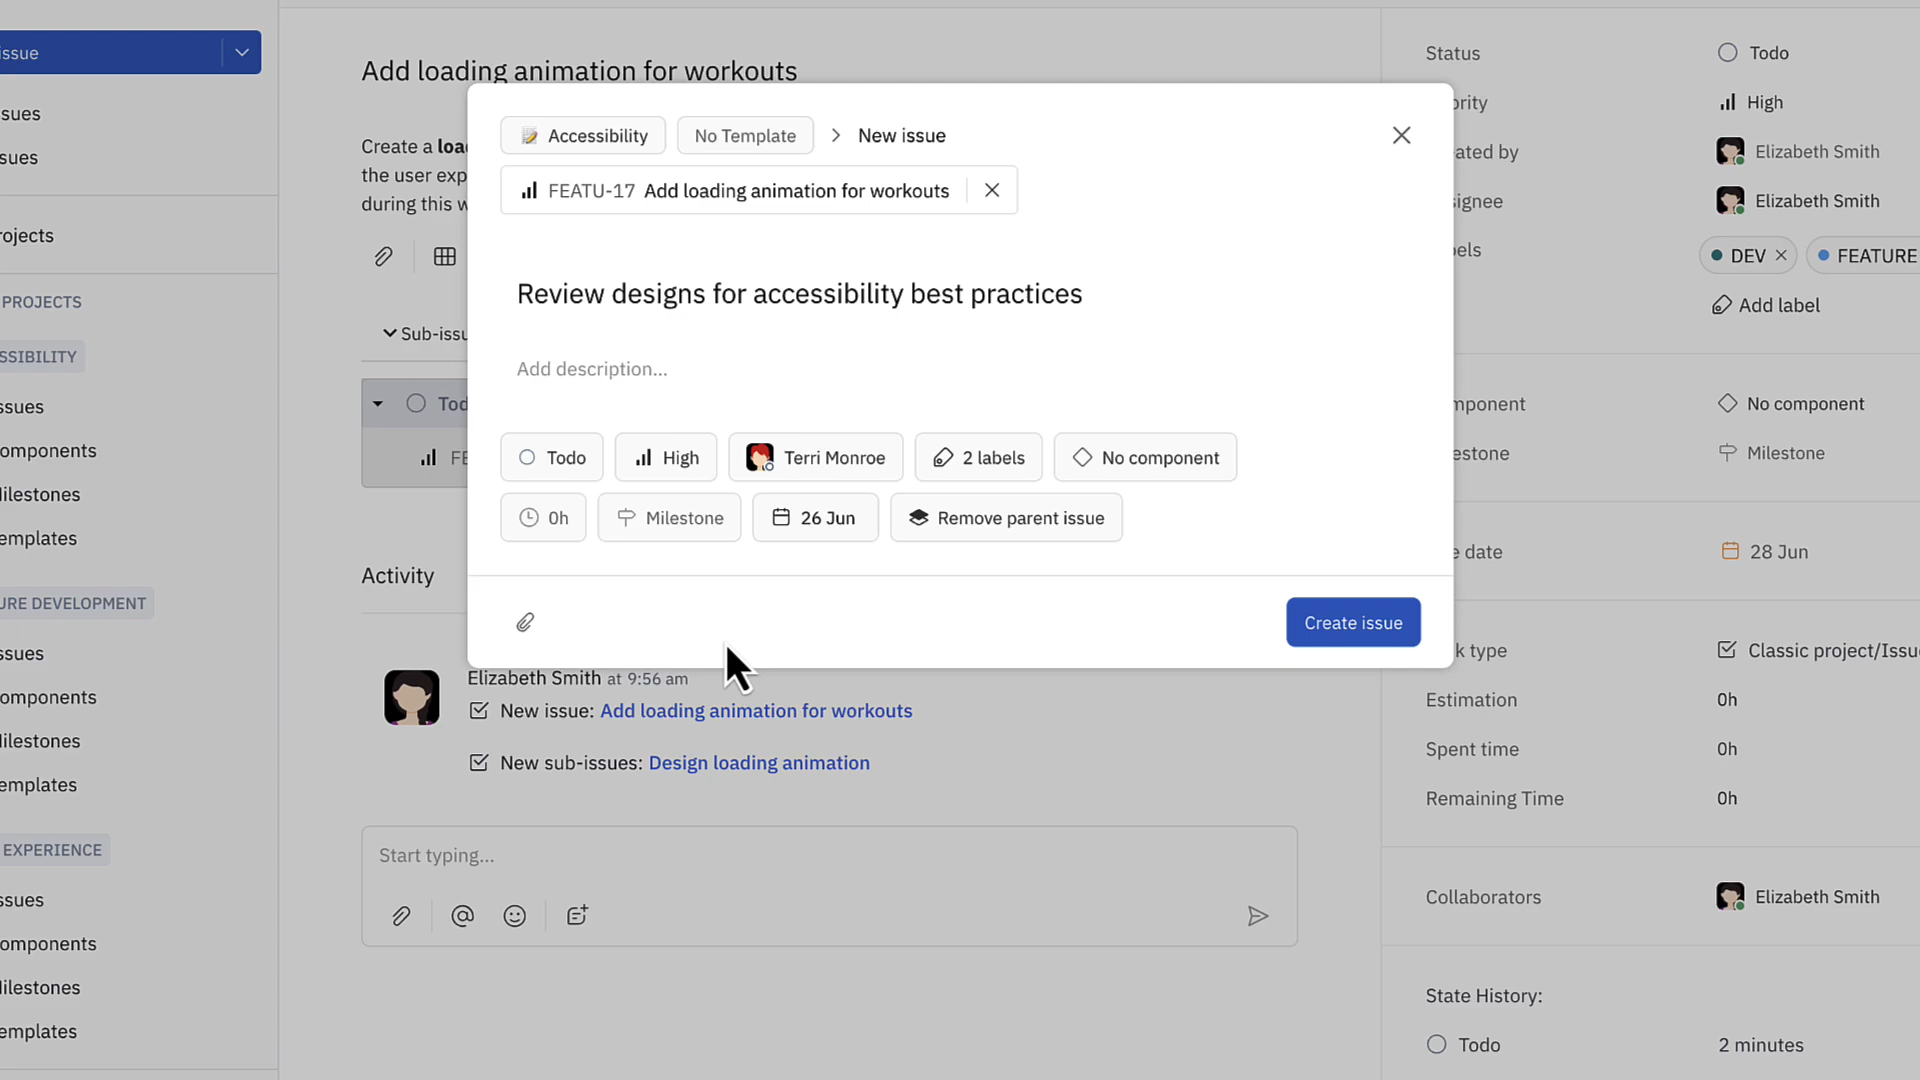 issue
sues
sues
rojects
PROJECTS
SSIBILITY
ssues
omponents
ilestones
emplates
URE DEVELOPMENT
ssues
omponents
ilestones
emplates
EXPERIENCE
ssues
omponents
ilestones
emplates
Add loading animation for workouts
Create a loa
the user exp
during this w
Sub-issu
Tod
FE
Accessibility
No Template
New issue
FEATU-17 Add loading animation for workouts
Review designs for accessibility best practices
Add description...
Todo
High
Terri Monroe
2 labels
No component
0h
Milestone
26 Jun
Remove parent issue
Create issue
Activity
Elizabeth Smith at 9:56 am
New issue: Add loading animation for workouts
New sub-issues: Design loading animation
Start typing...
Status Todo
ority High
ated by Elizabeth Smith
signee Elizabeth Smith
els DEV FEATURE
Add label
mponent No component
estone Milestone
e date 28 Jun
k type Classic project/Issu
Estimation 0h
Spent time 0h
Remaining Time 0h
Collaborators Elizabeth Smith
State History:
Todo 2 minutes